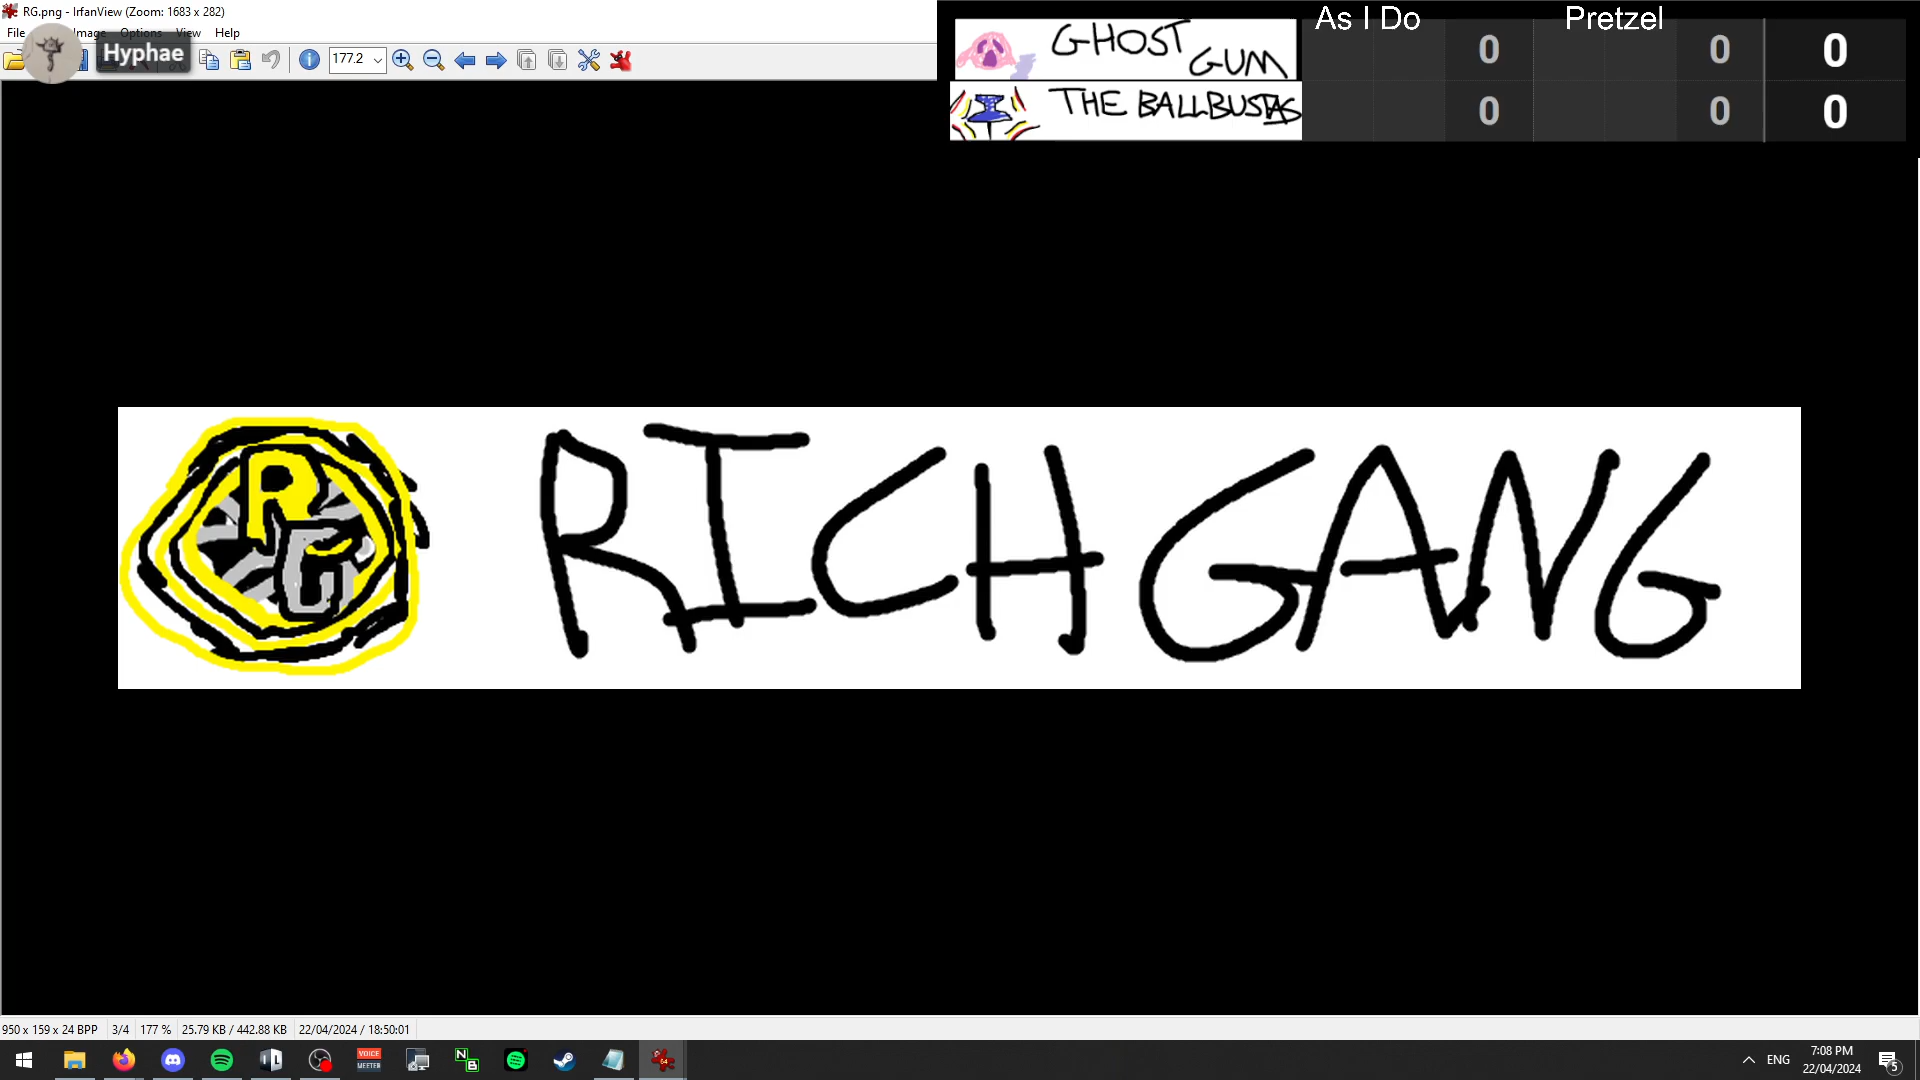 RG.png - IrfanView (Zoom: 1683 x 282)
File Image Options View Help
Hyphae
177.2
As I Do Pretzel
GHOST GUM 0 0 0
THE BALLBUSTAS 0 0 0
RG
RICH GANG
950 x 159 x 24 BPP 3/4 177 % 25.79 KB / 442.88 KB 22/04/2024 / 18:50:01
VOICE
MEETER
N
B
64
ENG
7:08 PM
22/04/2024
5